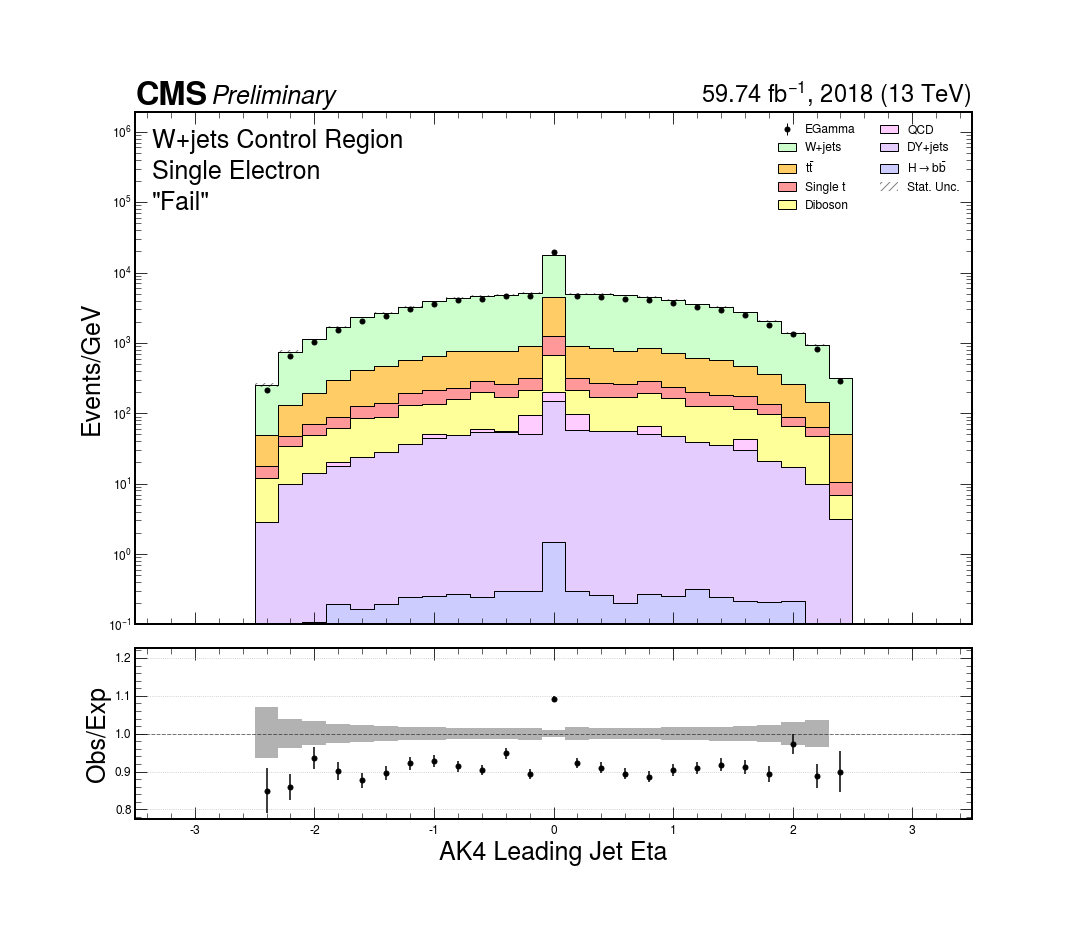 CMS Preliminary
59.74 fb⁻¹, 2018 (13 TeV)
W+jets Control Region
Single Electron
"Fail"
EGamma
W+jets
tt̄
Single t
Diboson
QCD
DY+jets
H→bb̄
Stat. Unc.
Events/GeV
10⁶
10⁵
10⁴
10³
10²
10¹
10⁰
10⁻¹
Obs/Exp
1.2
1.1
1.0
0.9
0.8
-3 -2 -1 0 1 2 3
AK4 Leading Jet Eta